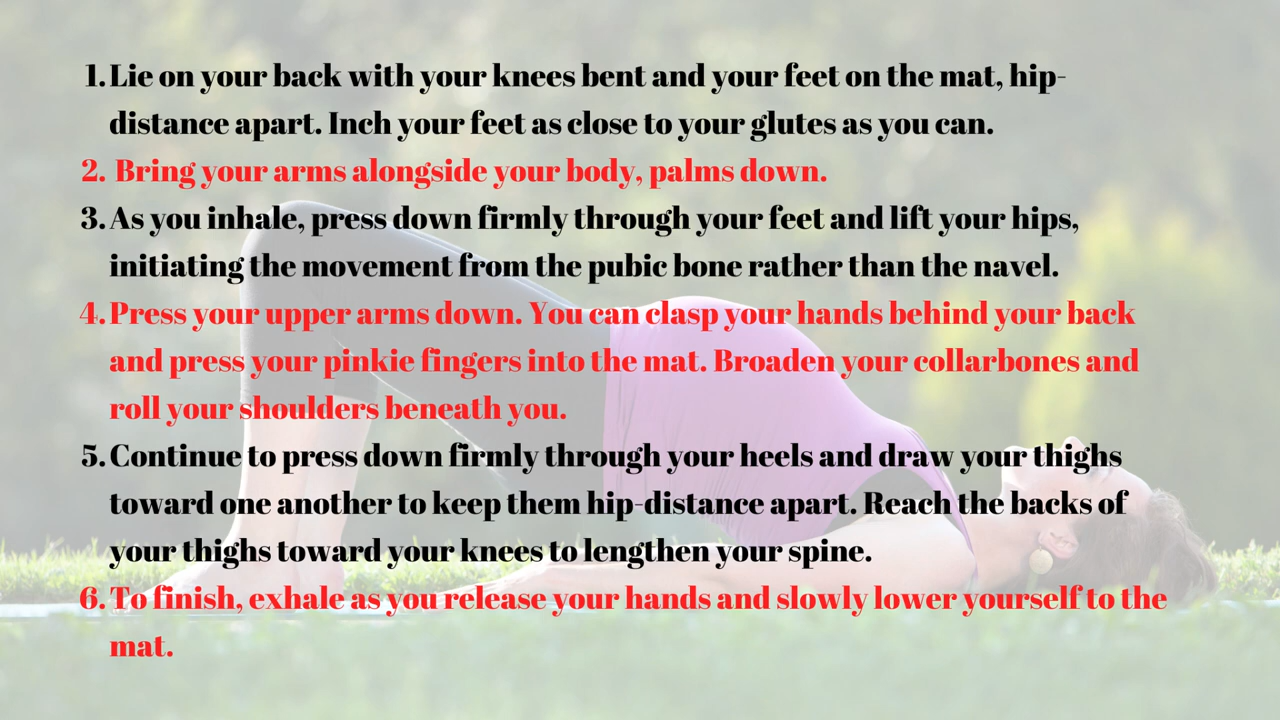 1. Lie on your back with your knees bent and your feet on the mat, hip-
distance apart. Inch your feet as close to your glutes as you can.
2. Bring your arms alongside your body, palms down.
3. As you inhale, press down firmly through your feet and lift your hips,
initiating the movement from the pubic bone rather than the navel.
4. Press your upper arms down. You can clasp your hands behind your back
and press your pinkie fingers into the mat. Broaden your collarbones and
roll your shoulders beneath you.
5. Continue to press down firmly through your heels and draw your thighs
toward one another to keep them hip-distance apart. Reach the backs of
your thighs toward your knees to lengthen your spine.
6. To finish, exhale as you release your hands and slowly lower yourself to the
mat.